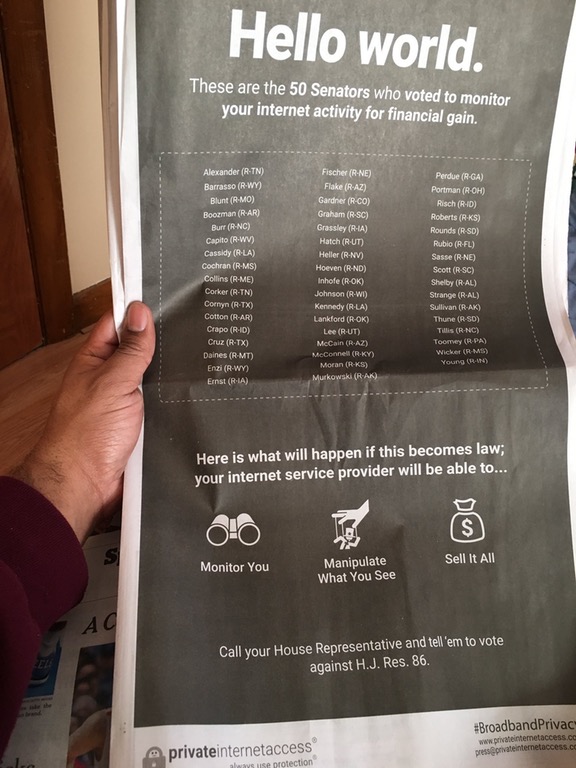 Hello world.
These are the 50 Senators who voted to monitor
your internet activity for financial gain.
Alexander (R-TN)
Barrasso (R-WY)
Blunt (R-MO)
Boozman (R-AR)
Burr (R-NC)
Capito (R-WV)
Cassidy (R-LA)
Cochran (R-MS)
Collins (R-ME)
Corker (R-TN)
Cornyn (R-TX)
Cotton (R-AR)
Crapo (R-ID)
Cruz (R-TX)
Daines (R-MT)
Enzi (R-WY)
Ernst (R-IA)
Fischer (R-NE)
Flake (R-AZ)
Gardner (R-CO)
Graham (R-SC)
Grassley (R-IA)
Hatch (R-UT)
Heller (R-NV)
Hoeven (R-ND)
Inhofe (R-OK)
Johnson (R-WI)
Kennedy (R-LA)
Lankford (R-OK)
Lee (R-UT)
McCain (R-AZ)
McConnell (R-KY)
Moran (R-KS)
Murkowski (R-AK)
Perdue (R-GA)
Portman (R-OH)
Risch (R-ID)
Roberts (R-KS)
Rounds (R-SD)
Rubio (R-FL)
Sasse (R-NE)
Scott (R-SC)
Shelby (R-AL)
Strange (R-AL)
Sullivan (R-AK)
Thune (R-SD)
Tillis (R-NC)
Toomey (R-PA)
Wicker (R-MS)
Young (R-IN)
Here is what will happen if this becomes law;
your internet service provider will be able to...
Monitor You
Manipulate
What You See
Sell It All
$
Call your House Representative and tell 'em to vote
against H.J. Res. 86.
privateinternetaccess®
always use protection®
#BroadbandPrivac
www.privateinternetaccess.co
press@privateinternetaccess.co
A C